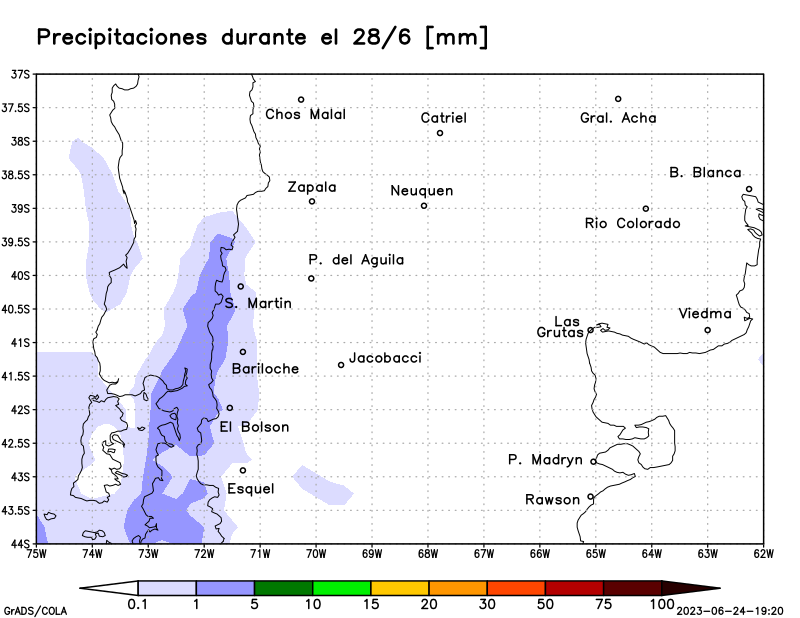 Precipitaciones durante el 28/6 [mm]
37S
37.5S
38S
38.5S
39S
39.5S
40S
40.5S
41S
41.5S
42S
42.5S
43S
43.5S
44S
Chos Malal
Catriel
Gral. Acha
B. Blanca
Zapala
Neuquen
Rio Colorado
P. del Aguila
S. Martin
Las
Grutas
Viedma
Bariloche
Jacobacci
El Bolson
Esquel
P. Madryn
Rawson
75W 74W 73W 72W 71W 70W 69W 68W 67W 66W 65W 64W 63W 62W
0.1 1 5 10 15 20 30 50 75 100
GrADS/COLA
2023-06-24-19:20